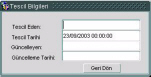 Tescil Bilgileri
Tescil Eden:
Tescil Tarihi 23/09/2003 00:00:00
Güncelleyen:
Güncelleme Tarihi:
Geri Dön